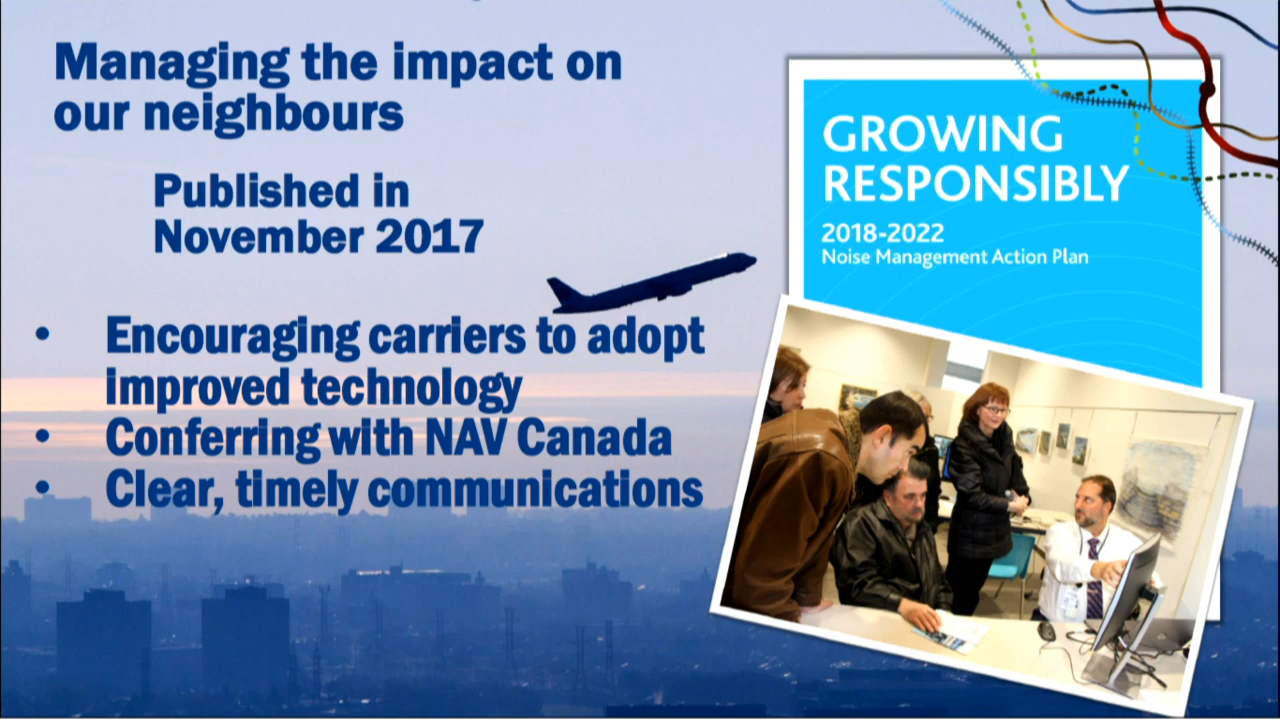 Managing the impact on
our neighbours
Published in
November 2017
• Encouraging carriers to adopt
improved technology
• Conferring with NAV Canada
• Clear, timely communications
GROWING
RESPONSIBLY
2018-2022
Noise Management Action Plan